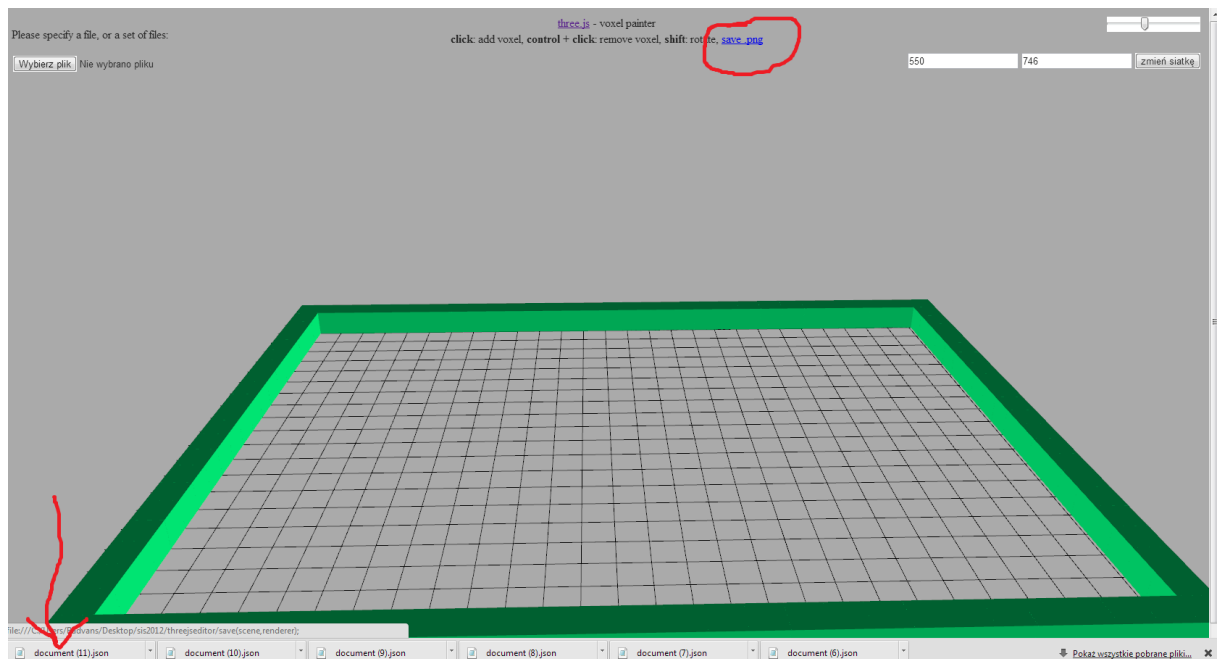 three.js - voxel painter
Please specify a file, or a set of files:
click: add voxel, control + click: remove voxel, shift: rotate, save .png
Wybierz plik Nie wybrano pliku
550 746 zmień siatkę
file:///C:/Users/ vans/Desktop/sis2012/threejseditor/save(scene,renderer);
document (11).json document (10).json document (9).json document (8).json document (7).json document (6).json Pokaż wszystkie pobrane pliki...